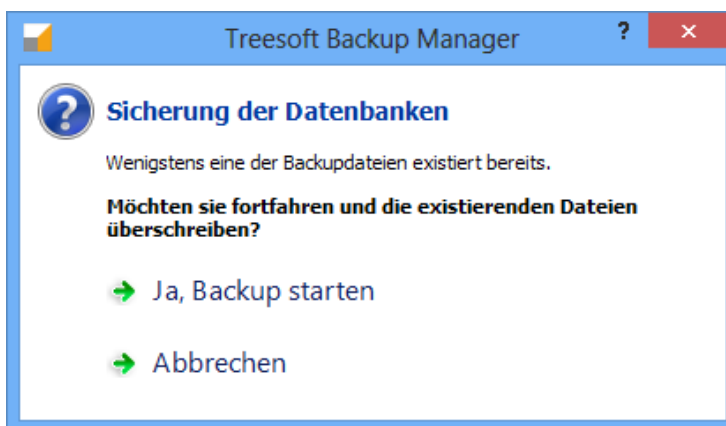 Treesoft Backup Manager
?
Sicherung der Datenbanken
Wenigstens eine der Backupdateien existiert bereits.
Möchten sie fortfahren und die existierenden Dateien
überschreiben?
Ja, Backup starten
Abbrechen